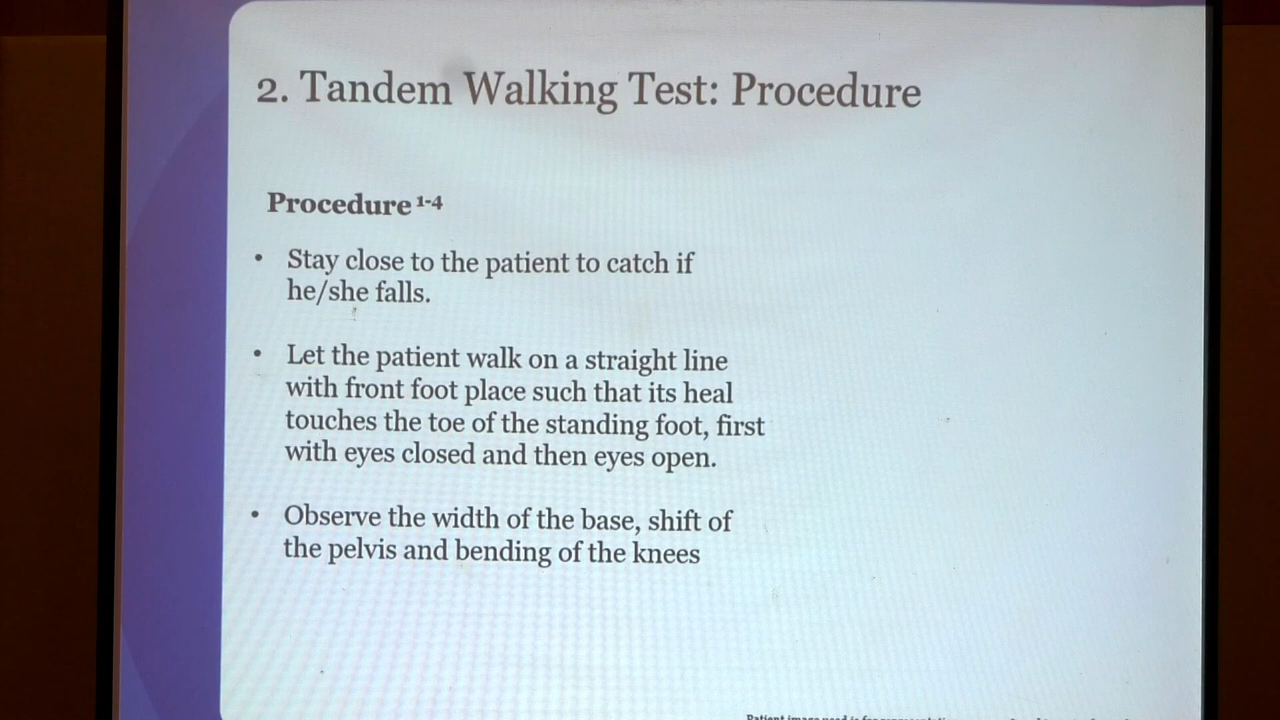 2. Tandem Walking Test: Procedure
Procedure 1-4
• Stay close to the patient to catch if
he/she falls.
• Let the patient walk on a straight line
with front foot place such that its heal
touches the toe of the standing foot, first
with eyes closed and then eyes open.
• Observe the width of the base, shift of
the pelvis and bending of the knees